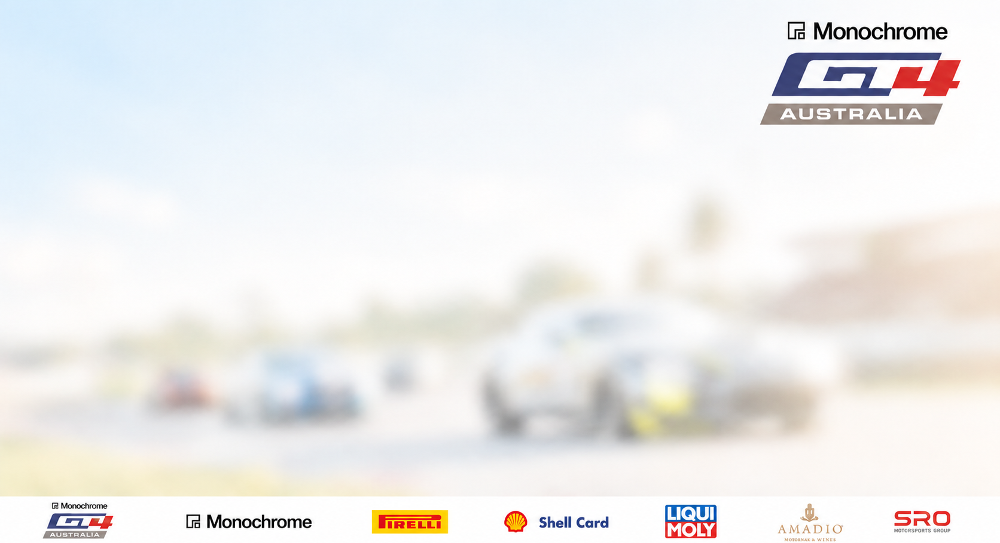 Monochrome
GT4
AUSTRALIA
Monochrome
GT4
AUSTRALIA
Monochrome
PIRELLI
Shell Card
LIQUI
MOLY
AMADIO
MOTORNAK & WINES
SRO
MOTORSPORTS GROUP